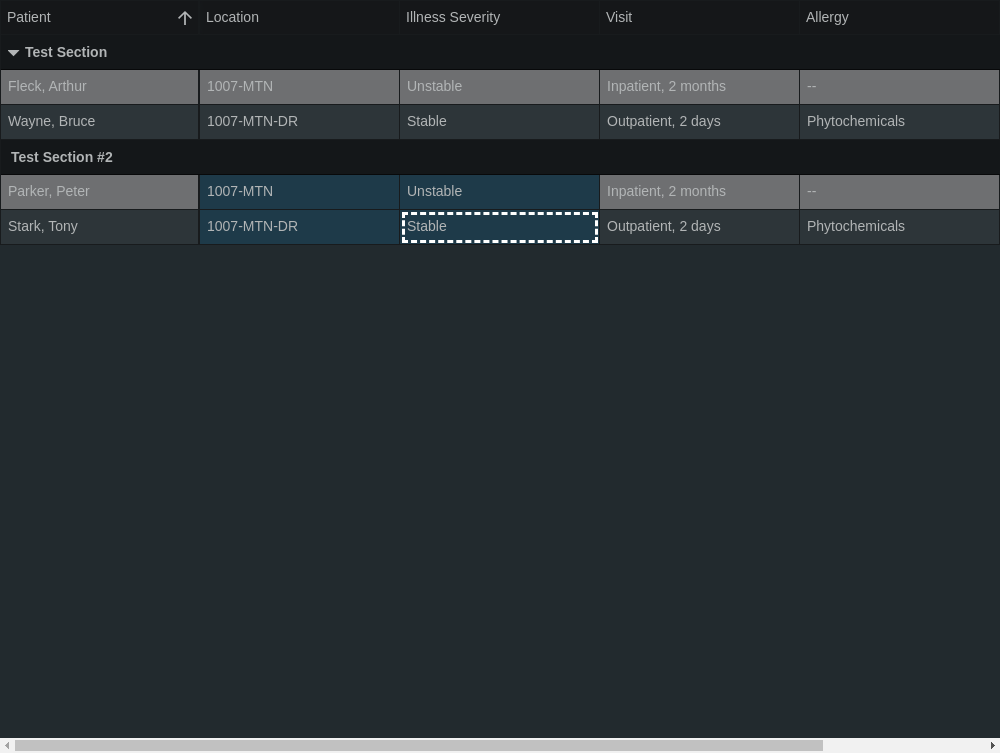 Patient Location Illness Severity Visit Allergy
Test Section
Fleck, Arthur 1007-MTN Unstable Inpatient, 2 months --
Wayne, Bruce 1007-MTN-DR Stable Outpatient, 2 days Phytochemicals
Test Section #2
Parker, Peter 1007-MTN Unstable Inpatient, 2 months --
Stark, Tony 1007-MTN-DR Stable Outpatient, 2 days Phytochemicals